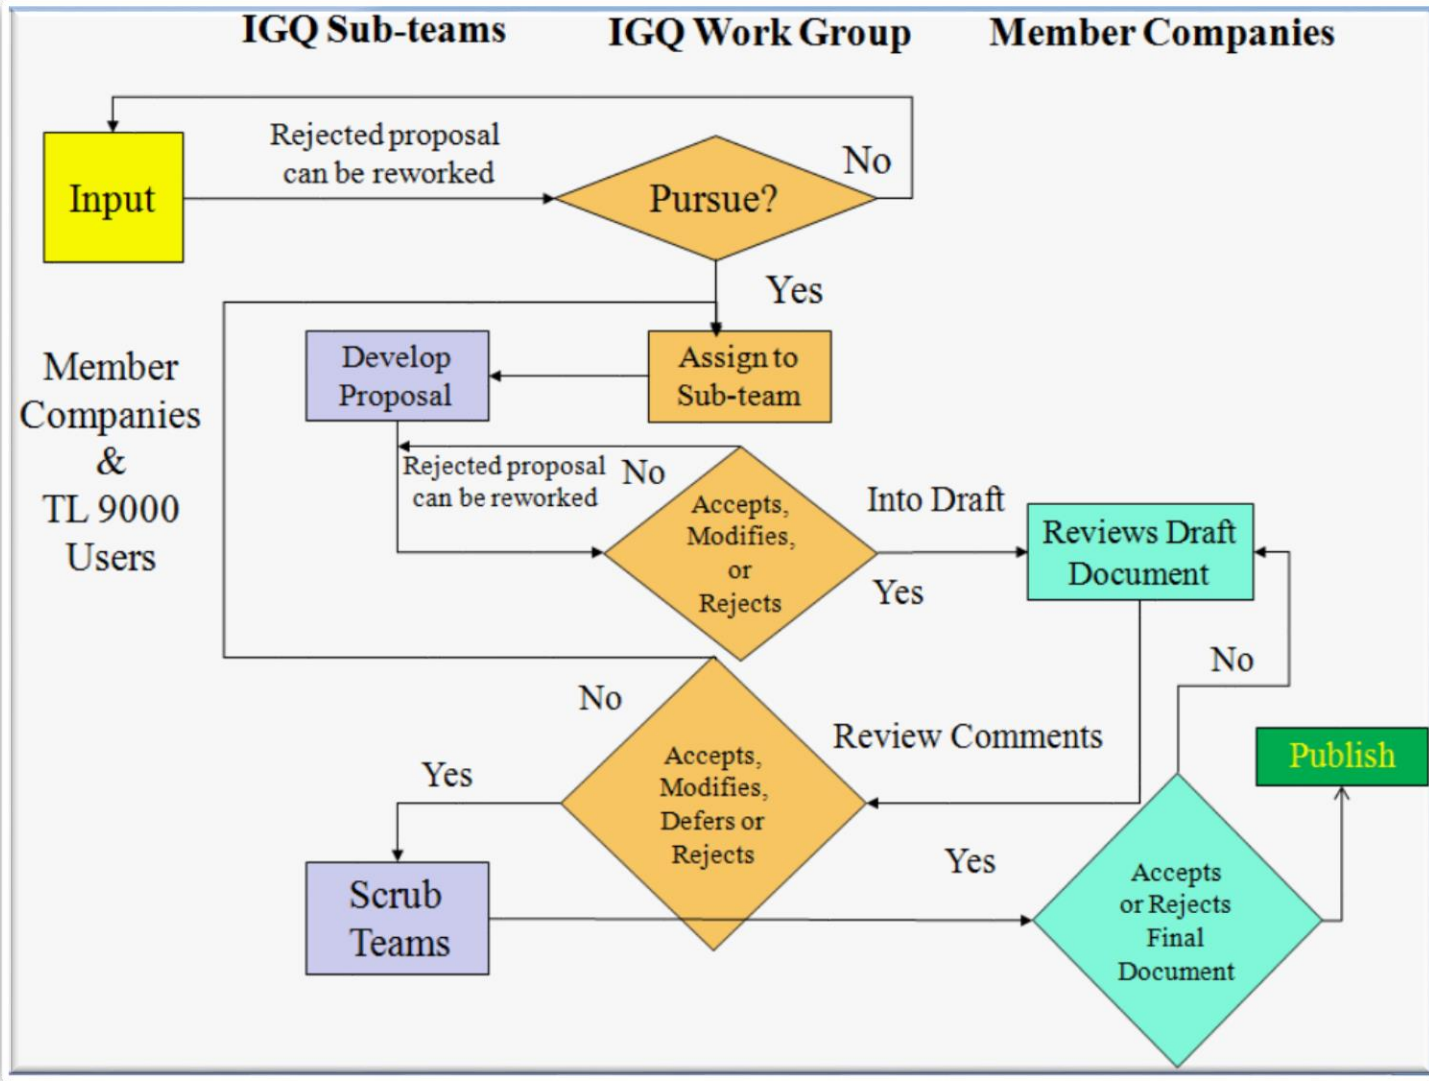 IGQ Sub-teams
IGQ Work Group
Member Companies
Rejected proposal
can be reworked
No
Input
Pursue?
Yes
Member
Companies
&
TL 9000
Users
Develop
Proposal
Assign to
Sub-team
Rejected proposal
can be reworked
No
Accepts,
Modifies,
or
Rejects
Into Draft
Yes
Reviews Draft
Document
No
No
Review Comments
Publish
Yes
Accepts,
Modifies,
Defers or
Rejects
Scrub
Teams
Yes
Accepts
or Rejects
Final
Document